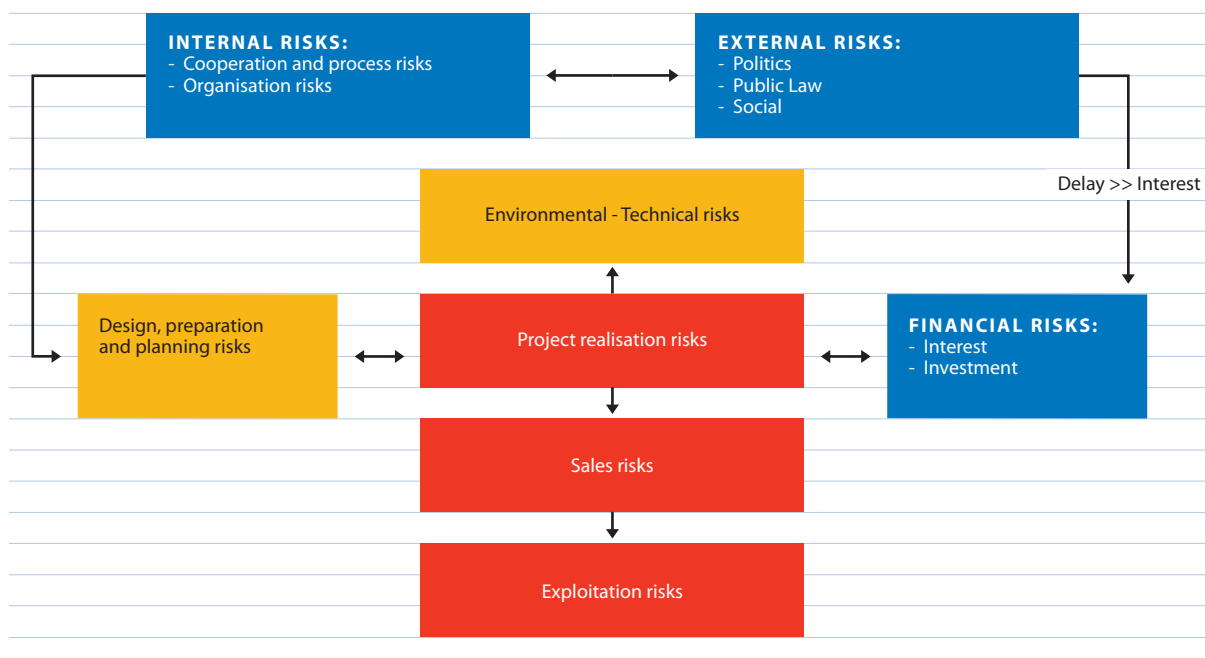 INTERNAL RISKS:
- Cooperation and process risks
- Organisation risks
EXTERNAL RISKS:
- Politics
- Public Law
- Social
Delay >> Interest
Environmental - Technical risks
Design, preparation
and planning risks
Project realisation risks
FINANCIAL RISKS:
- Interest
- Investment
Sales risks
Exploitation risks